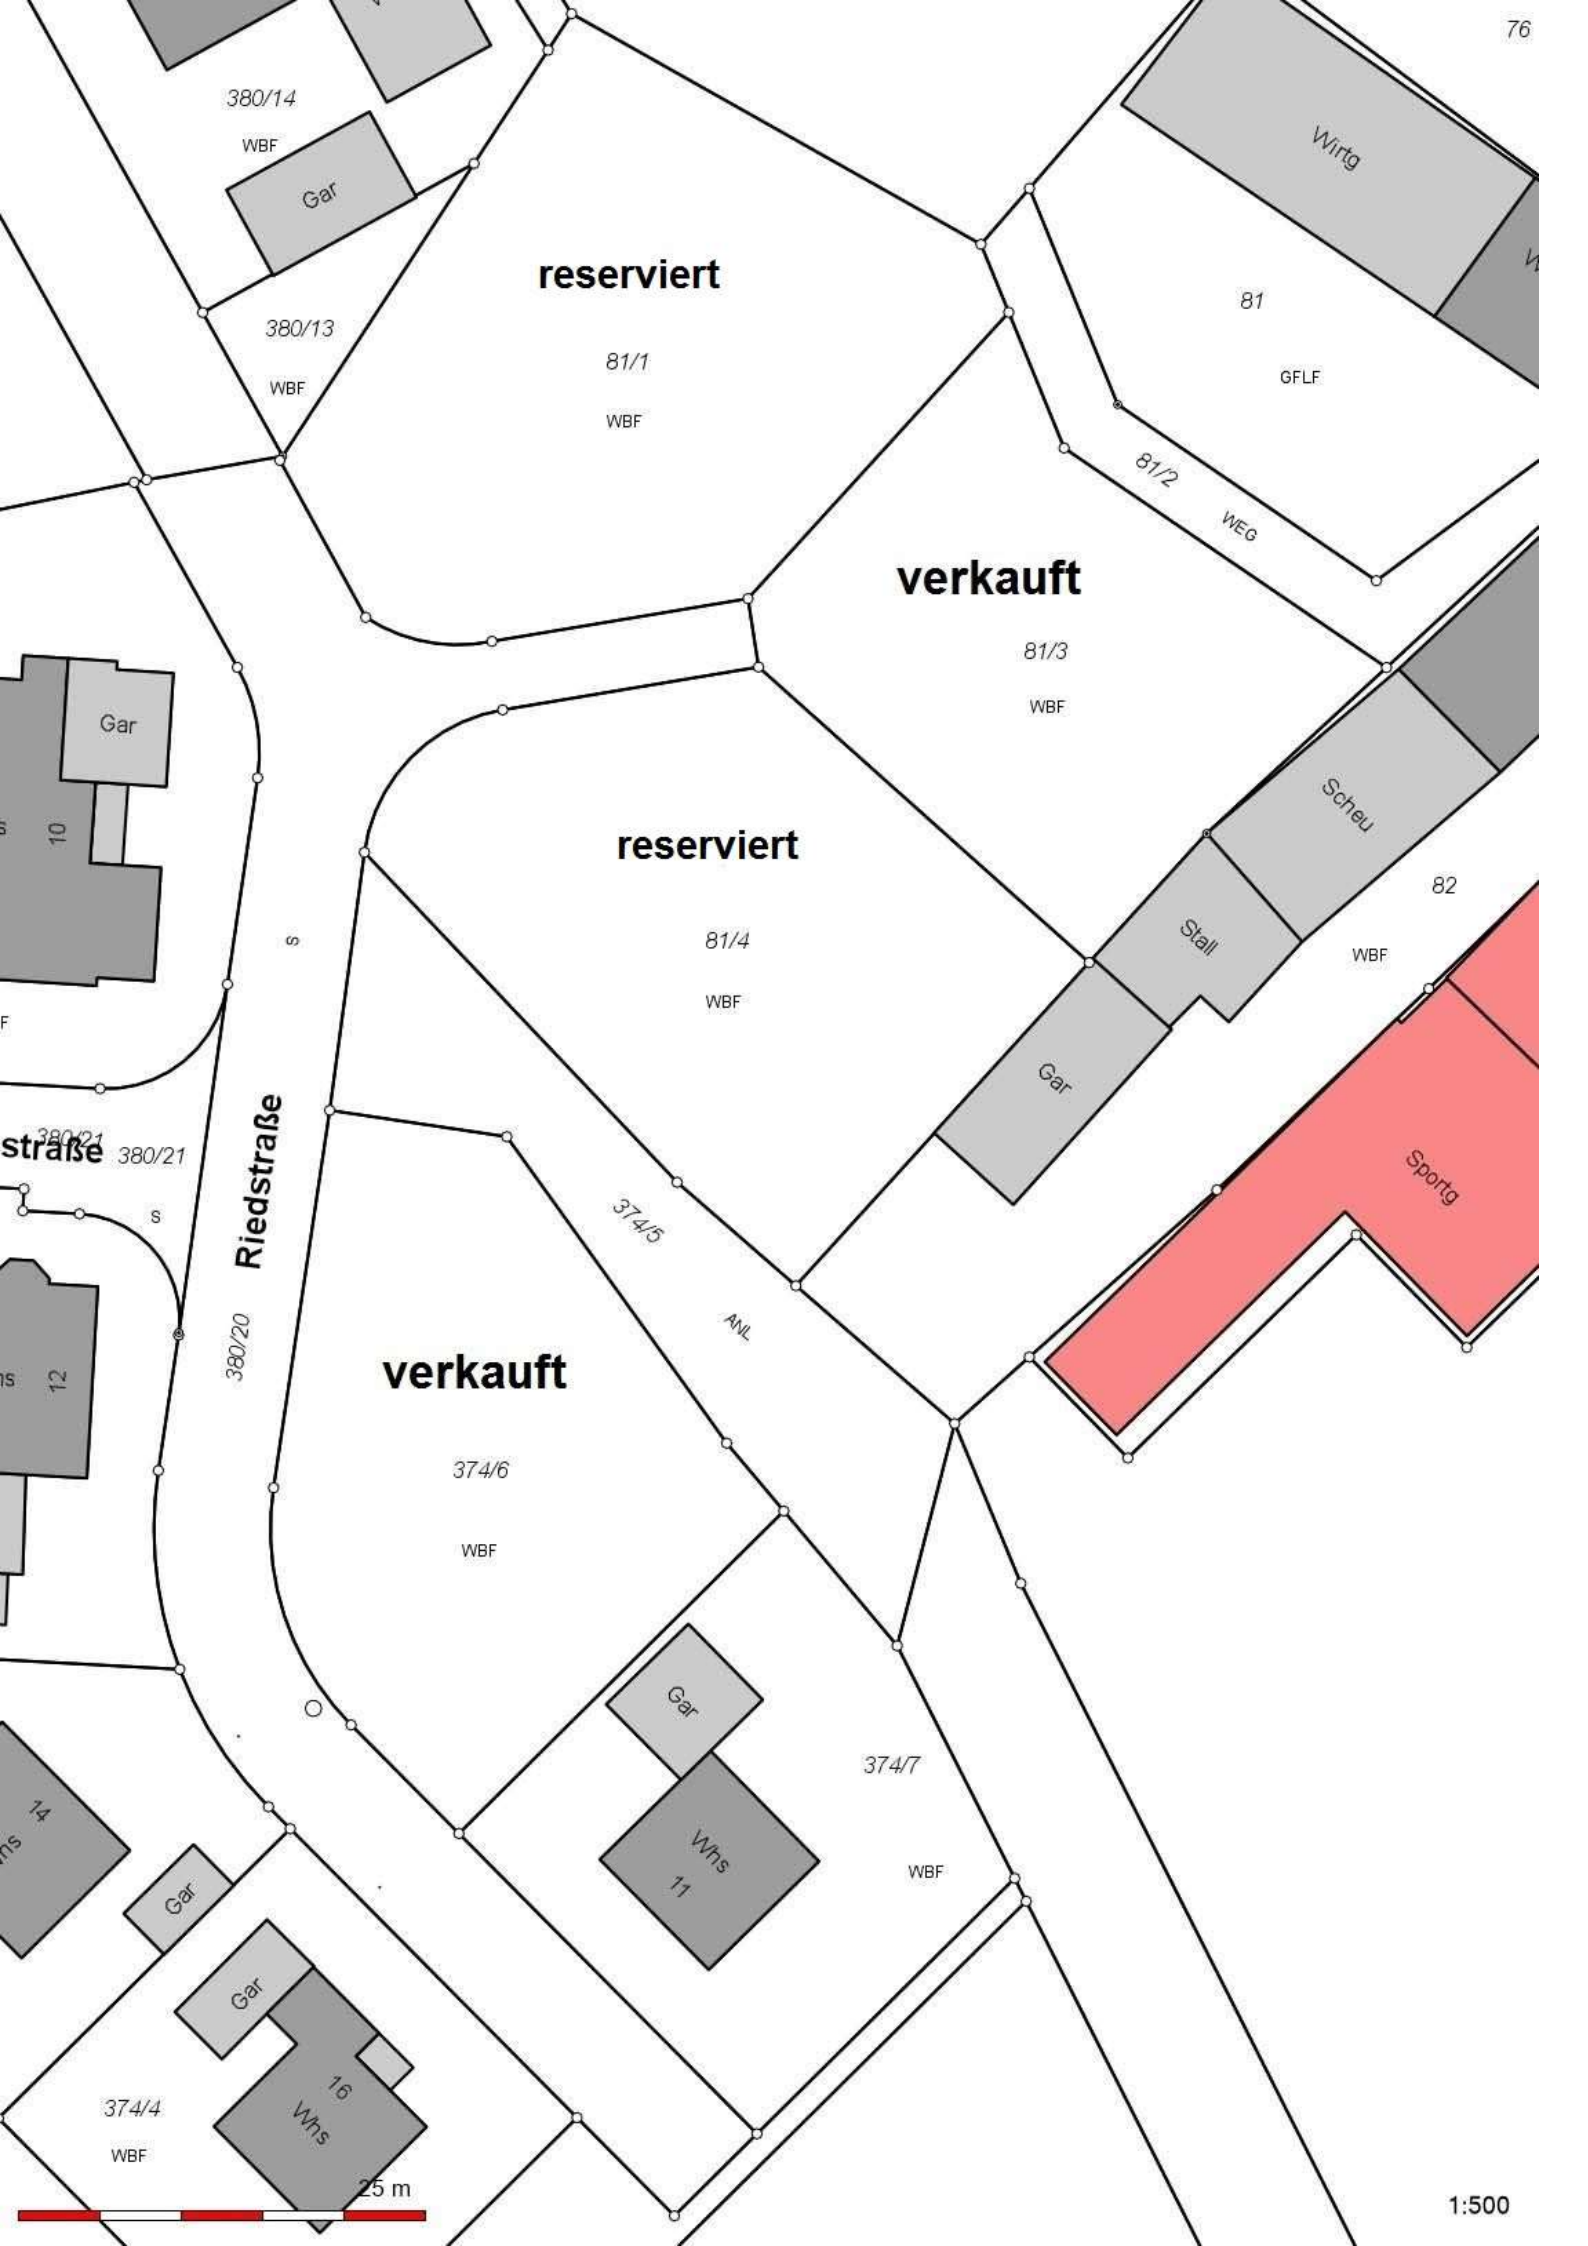 76
380/14
WBF
Wirtg
Gar
reserviert
81
380/13
81/1
GFLF
WBF
WBF
81/2
WEG
verkauft
81/3
WBF
Gar
Scheu
10
reserviert
82
S
81/4
Stall
WBF
WBF
Gar
straße
380/21
380/21
Riedstraße
Sportg
S
374/5
ANL
380/20
verkauft
12
374/6
WBF
Gar
374/7
14
Whs
11
WBF
Gar
Gar
16
Whs
374/4
WBF
25 m
1:500